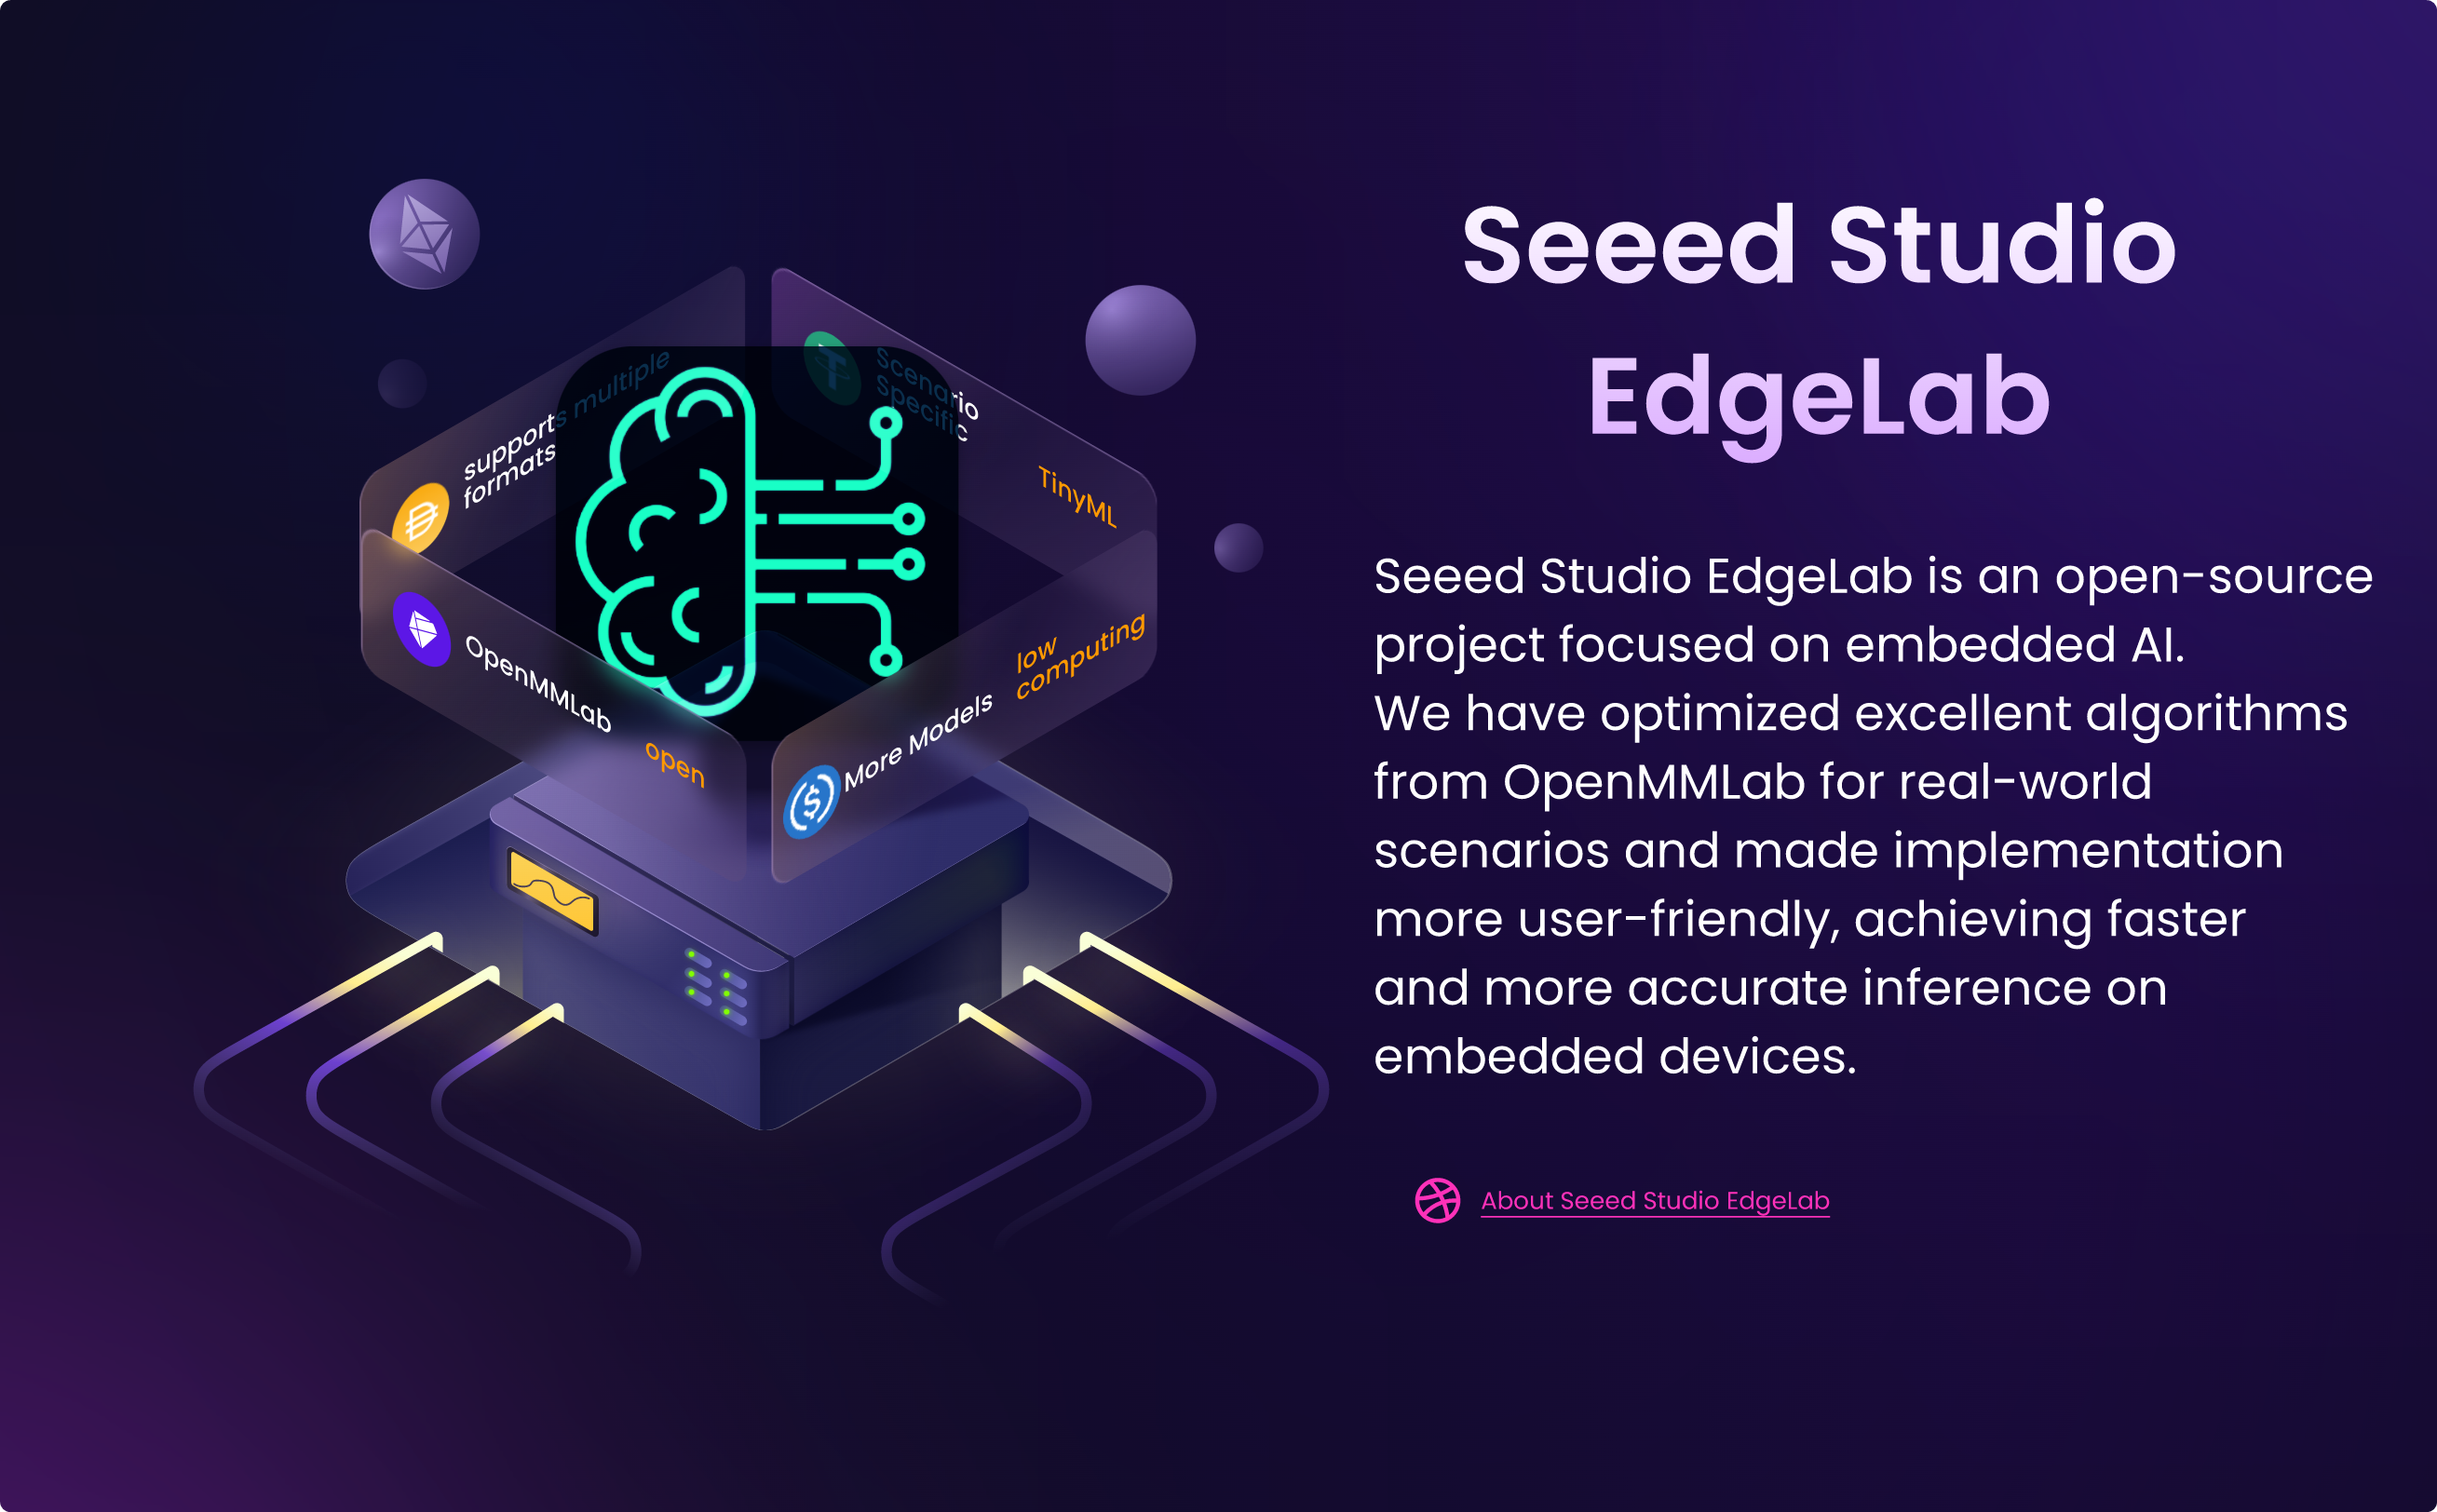 Seeed Studio
EdgeLab
supports multiple
formats
Scenario
Specific
TinyML
OpenMMLab
open
More Models
low
computing
Seeed Studio EdgeLab is an open-source
project focused on embedded AI.
We have optimized excellent algorithms
from OpenMMLab for real-world
scenarios and made implementation
more user-friendly, achieving faster
and more accurate inference on
embedded devices.
About Seeed Studio EdgeLab